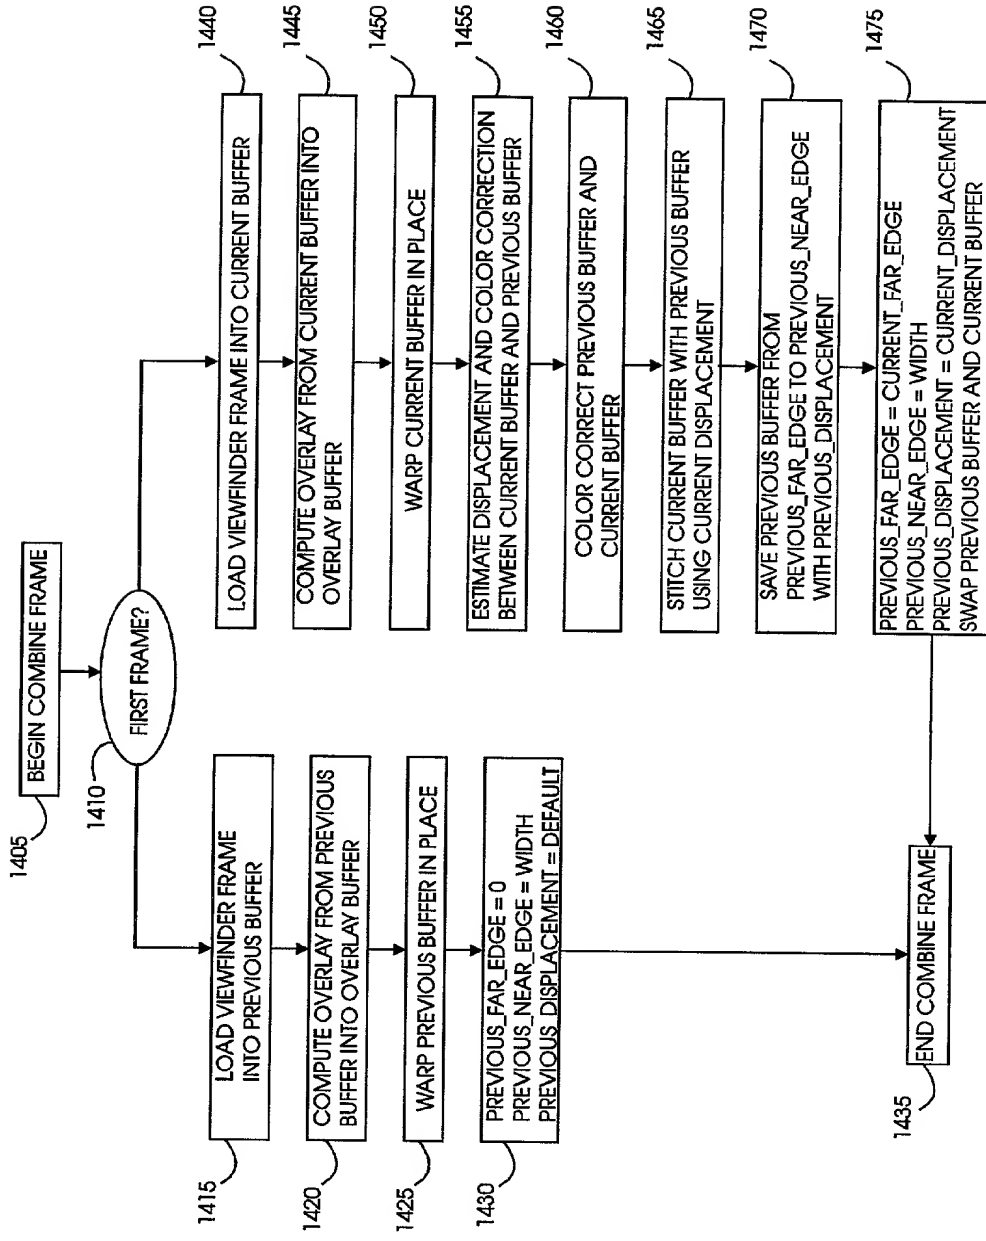 1405
BEGIN COMBINE FRAME
1410
FIRST FRAME?
1415
LOAD VIEWFINDER FRAME
INTO PREVIOUS BUFFER
1420
COMPUTE OVERLAY FROM PREVIOUS
BUFFER INTO OVERLAY BUFFER
1425
WARP PREVIOUS BUFFER IN PLACE
1430
PREVIOUS_FAR_EDGE = 0
PREVIOUS_NEAR_EDGE = WIDTH
PREVIOUS_DISPLACEMENT = DEFAULT
1435
END COMBINE FRAME
1440
LOAD VIEWFINDER FRAME INTO CURRENT BUFFER
1445
COMPUTE OVERLAY FROM CURRENT BUFFER INTO
OVERLAY BUFFER
1450
WARP CURRENT BUFFER IN PLACE
1455
ESTIMATE DISPLACEMENT AND COLOR CORRECTION
BETWEEN CURRENT BUFFER AND PREVIOUS BUFFER
1460
COLOR CORRECT PREVIOUS BUFFER AND
CURRENT BUFFER
1465
STITCH CURRENT BUFFER WITH PREVIOUS BUFFER
USING CURRENT DISPLACEMENT
1470
SAVE PREVIOUS BUFFER FROM
PREVIOUS_FAR_EDGE TO PREVIOUS_NEAR_EDGE
WITH PREVIOUS_DISPLACEMENT
1475
PREVIOUS_FAR_EDGE = CURRENT_FAR_EDGE
PREVIOUS_NEAR_EDGE = WIDTH
PREVIOUS_DISPLACEMENT = CURRENT_DISPLACEMENT
SWAP PREVIOUS BUFFER AND CURRENT BUFFER